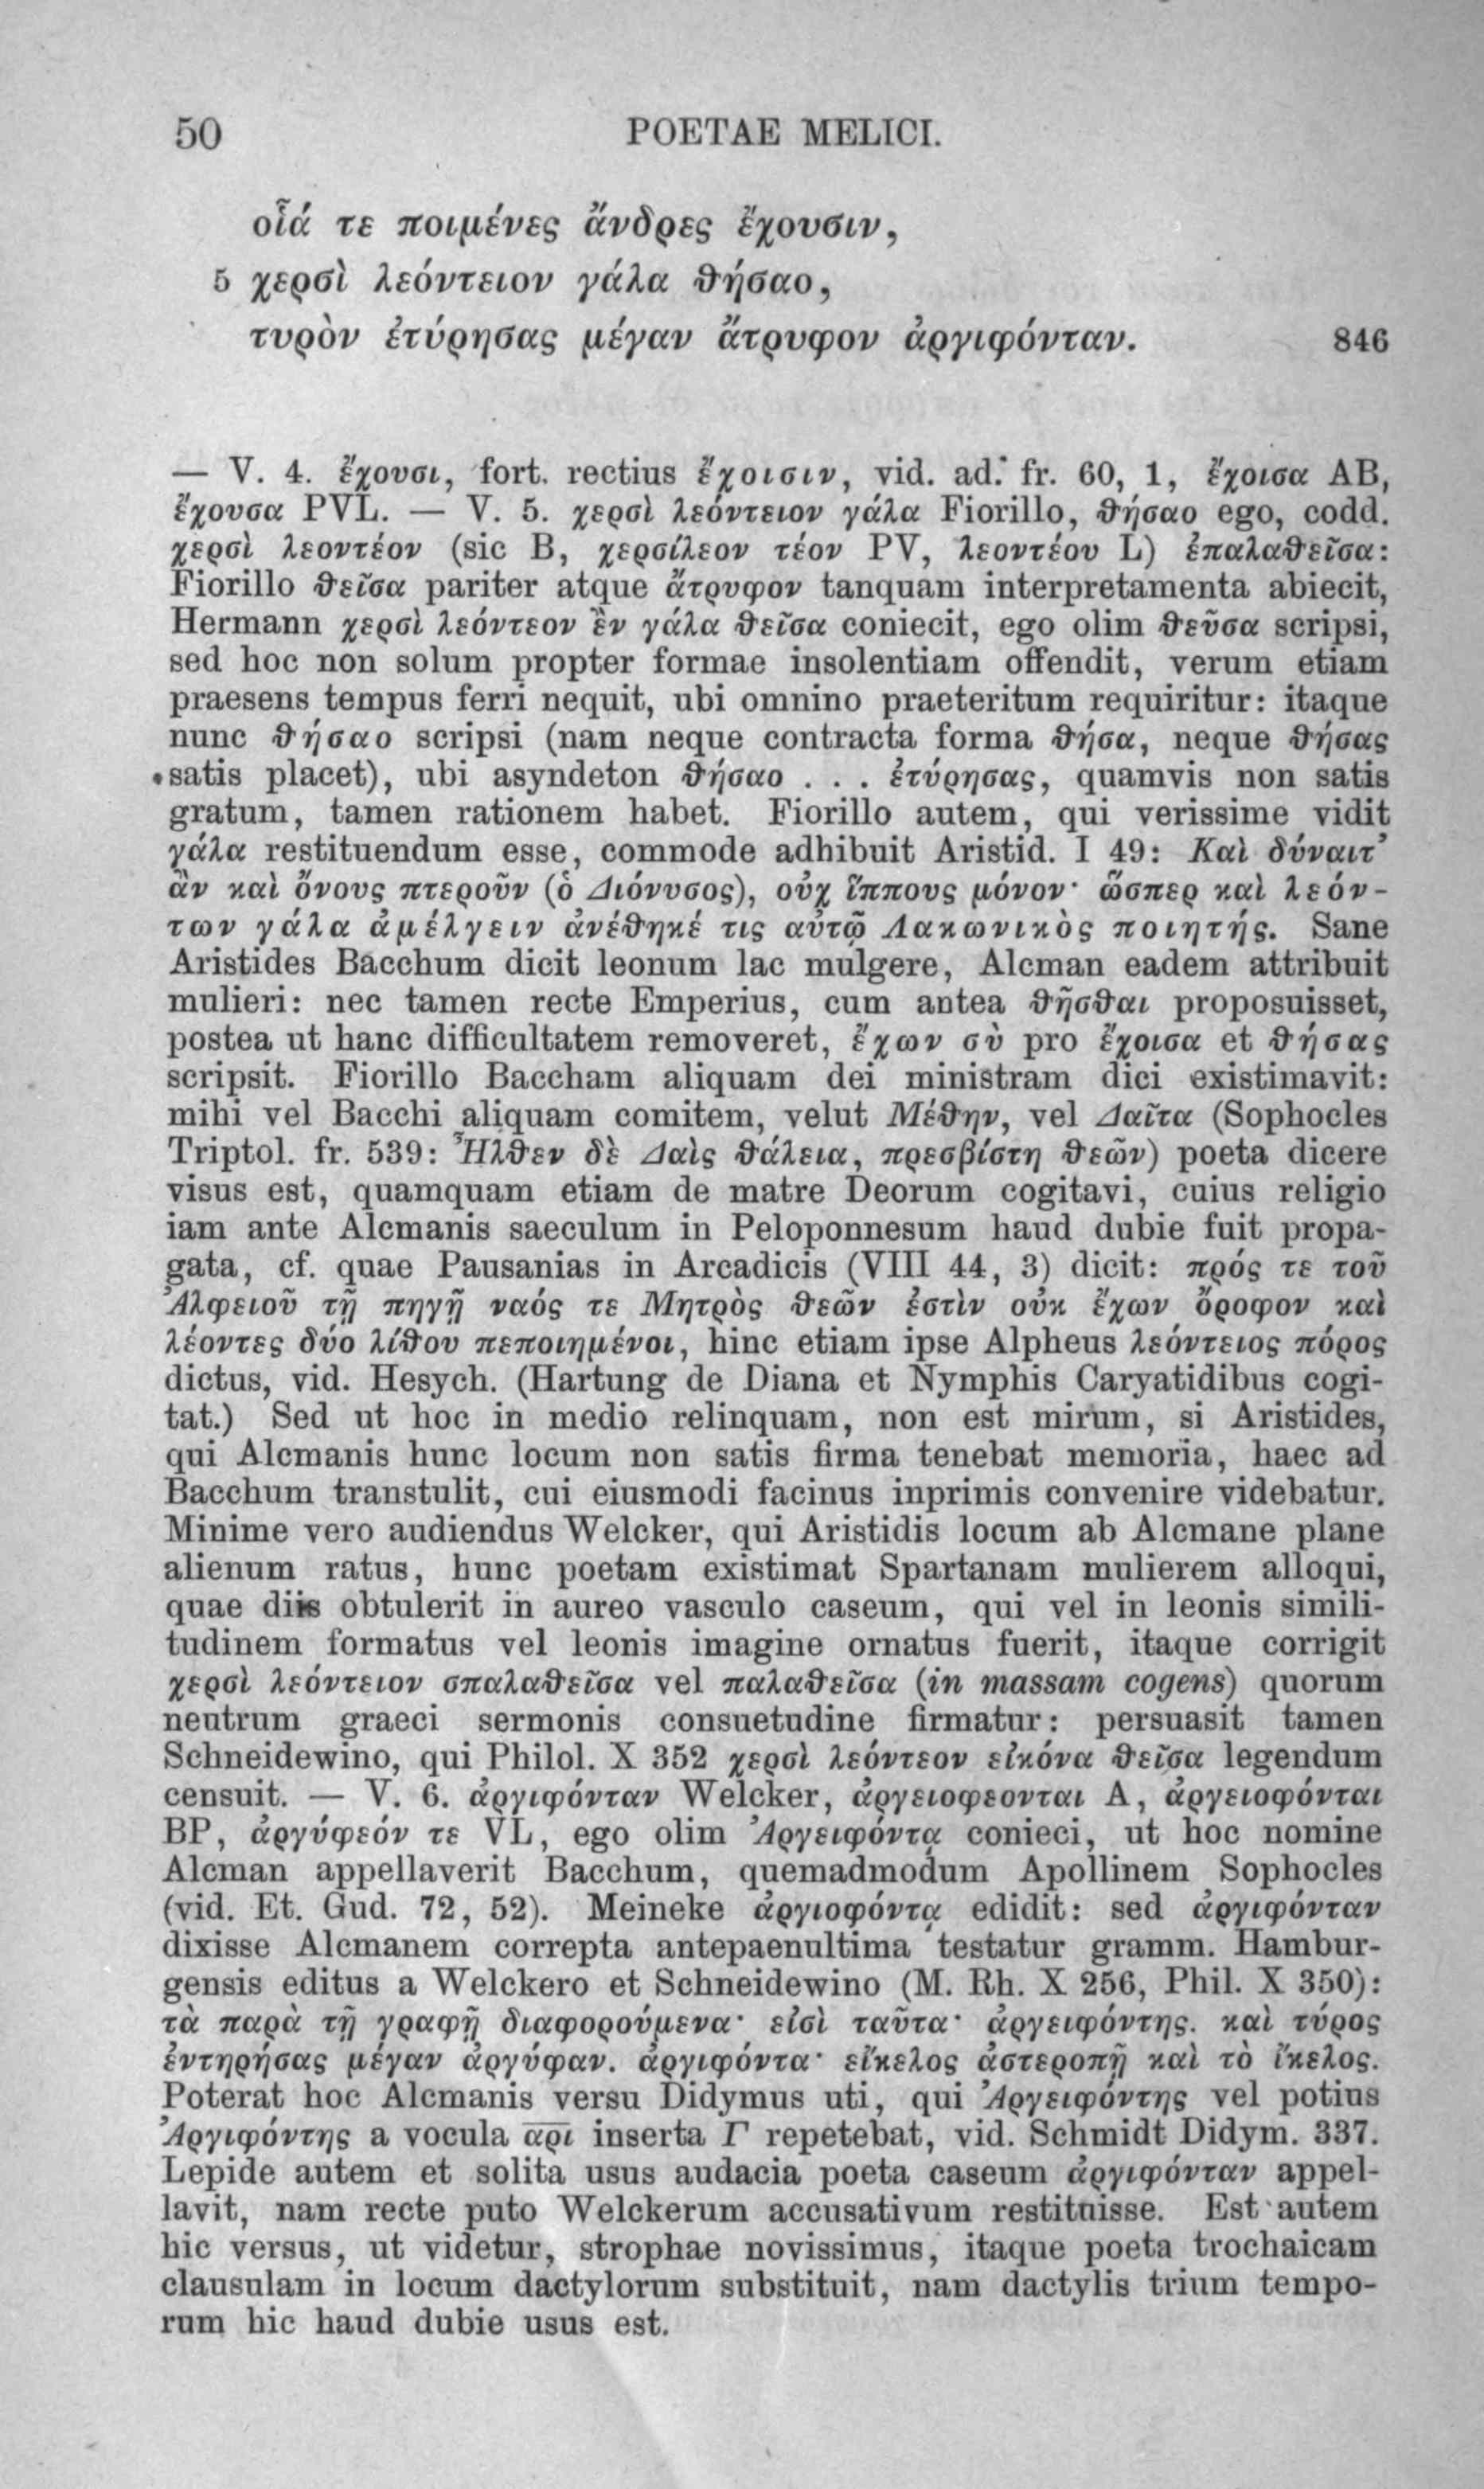 50 POETAE MELICI.
οἷά τε ποιμένες ἄνδρες ἔχουσιν,
5 χερσὶ λεόντειον γάλα θήσαο,
τυρὸν ἐτύρησας μέγαν ἄτρυφον ἀργιφόνταν. 846
— V. 4. ἔχουσι, fort. rectius ἔχοισιν, vid. ad. fr. 60, 1, ἔχοισα AB,
ἔχουσα PVL. — V. 5. χερσὶ λεόντειον γάλα Fiorillo, θήσαο ego, codd.
χερσὶ λεοντέον (sic B, χερσίλεον τέον PV, λεοντέου L) ἐπαλαθεῖσα:
Fiorillo θεῖσα pariter atque ἄτρυφον tanquam interpretamenta abiecit,
Hermann χερσὶ λεόντεον ἐν γάλα θεῖσα coniecit, ego olim θεῦσα scripsi,
sed hoc non solum propter formae insolentiam offendit, verum etiam
praesens tempus ferri nequit, ubi omnino praeteritum requiritur: itaque
nunc θήσαο scripsi (nam neque contracta forma θήσα, neque θήσας
satis placet), ubi asyndeton θήσαο . . . ἐτύρησας, quamvis non satis
gratum, tamen rationem habet. Fiorillo autem, qui verissime vidit
γάλα restituendum esse, commode adhibuit Aristid. I 49: Καὶ δύναιτ’
ἂν καὶ ὄνους πτεροῦν (ὁ Διόνυσος), οὐχ ἵππους μόνον· ὥσπερ καὶ λεόν-
των γάλα ἀμέλγειν ἀνέθηκέ τις αὐτῷ Λακωνικὸς ποιητής. Sane
Aristides Bacchum dicit leonum lac mulgere, Alcman eadem attribuit
mulieri: nec tamen recte Emperius, cum antea θῆσθαι proposuisset,
postea ut hanc difficultatem removeret, ἔχων σὺ pro ἔχοισα et θήσας
scripsit. Fiorillo Baccham aliquam dei ministram dici existimavit:
mihi vel Bacchi aliquam comitem, velut Μέθην, vel Δαῖτα (Sophocles
Triptol. fr. 539: Ἦλθεν δὲ Δαὶς θάλεια, πρεσβίστη θεῶν) poeta dicere
visus est, quamquam etiam de matre Deorum cogitavi, cuius religio
iam ante Alcmanis saeculum in Peloponnesum haud dubie fuit propa-
gata, cf. quae Pausanias in Arcadicis (VIII 44, 3) dicit: πρός τε τοῦ
Ἀλφειοῦ τῇ πηγῇ ναός τε Μητρὸς θεῶν ἐστὶν οὐκ ἔχων ὄροφον καὶ
λέοντες δύο λίθου πεποιημένοι, hinc etiam ipse Alpheus λεόντειος πόρος
dictus, vid. Hesych. (Hartung de Diana et Nymphis Caryatidibus cogi-
tat.) Sed ut hoc in medio relinquam, non est mirum, si Aristides,
qui Alcmanis hunc locum non satis firma tenebat memoria, haec ad
Bacchum transtulit, cui eiusmodi facinus inprimis convenire videbatur.
Minime vero audiendus Welcker, qui Aristidis locum ab Alcmane plane
alienum ratus, hunc poetam existimat Spartanam mulierem alloqui,
quae diis obtulerit in aureo vasculo caseum, qui vel in leonis simili-
tudinem formatus vel leonis imagine ornatus fuerit, itaque corrigit
χερσὶ λεόντειον σπαλαθεῖσα vel παλαθεῖσα (in massam cogens) quorum
neutrum graeci sermonis consuetudine firmatur: persuasit tamen
Schneidewino, qui Philol. X 352 χερσὶ λεόντεον εἰκόνα θεῖσα legendum
censuit. — V. 6. ἀργιφόνταν Welcker, ἀργειοφεονται A, ἀργειοφόνται
BP, ἀργύφεόν τε VL, ego olim Ἀργειφόντᾳ conieci, ut hoc nomine
Alcman appellaverit Bacchum, quemadmodum Apollinem Sophocles
(vid. Et. Gud. 72, 52). Meineke ἀργιοφόντᾳ edidit: sed ἀργιφόνταν
dixisse Alcmanem correpta antepaenultima testatur gramm. Hambur-
gensis editus a Welckero et Schneidewino (M. Rh. X 256, Phil. X 350):
τὰ παρὰ τῇ γραφῇ διαφορούμενα· εἰσὶ ταῦτα· ἀργειφόντης. καὶ τύρος
ἐντηρήσας μέγαν ἀργύφαν. ἀργιφόντα· εἴκελος ἀστεροπῇ καὶ τὸ ἴκελος.
Poterat hoc Alcmanis versu Didymus uti, qui Ἀργειφόντης vel potius
Ἀργιφόντης a vocula αρι inserta Γ repetebat, vid. Schmidt Didym. 337.
Lepide autem et solita usus audacia poeta caseum ἀργιφόνταν appel-
lavit, nam recte puto Welckerum accusativum restituisse. Est autem
hic versus, ut videtur, strophae novissimus, itaque poeta trochaicam
clausulam in locum dactylorum substituit, nam dactylis trium tempo-
rum hic haud dubie usus est.